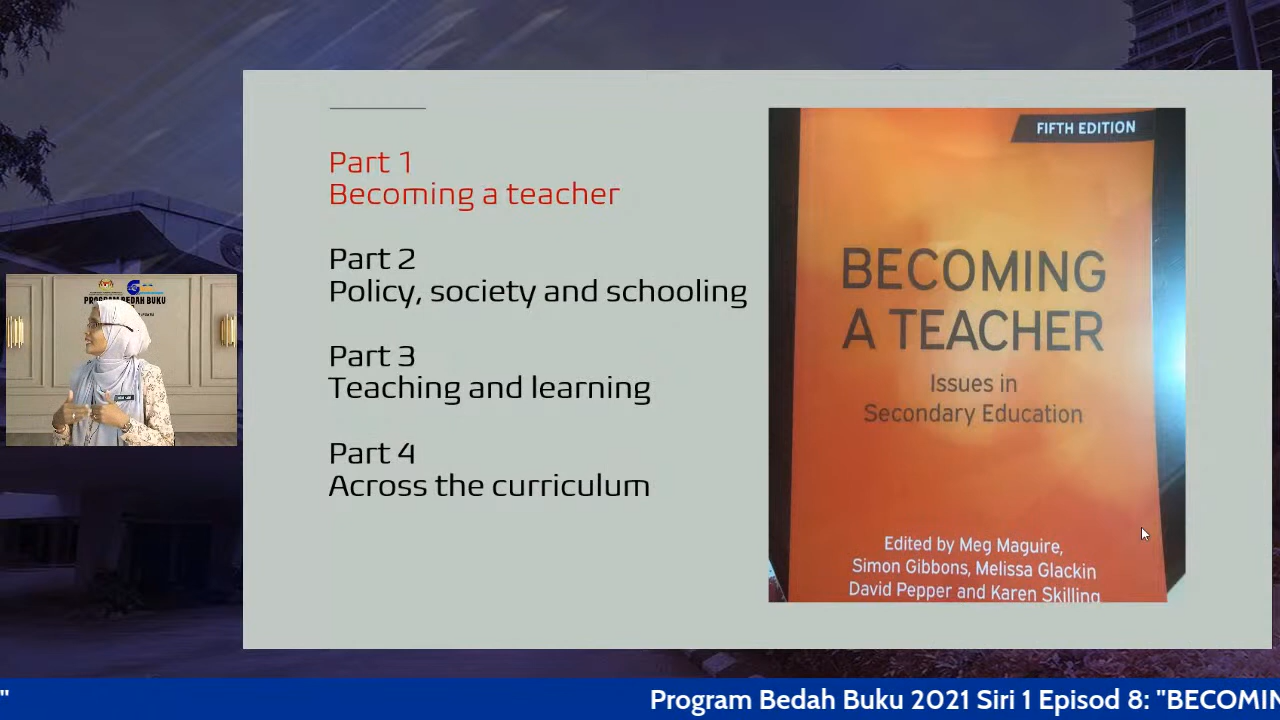 Part 1
Becoming a teacher
Part 2
Policy, society and schooling
Part 3
Teaching and learning
Part 4
Across the curriculum
FIFTH EDITION
BECOMING
A TEACHER
Issues in
Secondary Education
Edited by Meg Maguire,
Simon Gibbons, Melissa Glackin
David Pepper and Karen Skilling
PROGRAM BEDAH BUKU
" Program Bedah Buku 2021 Siri 1 Episod 8: "BECOMIN